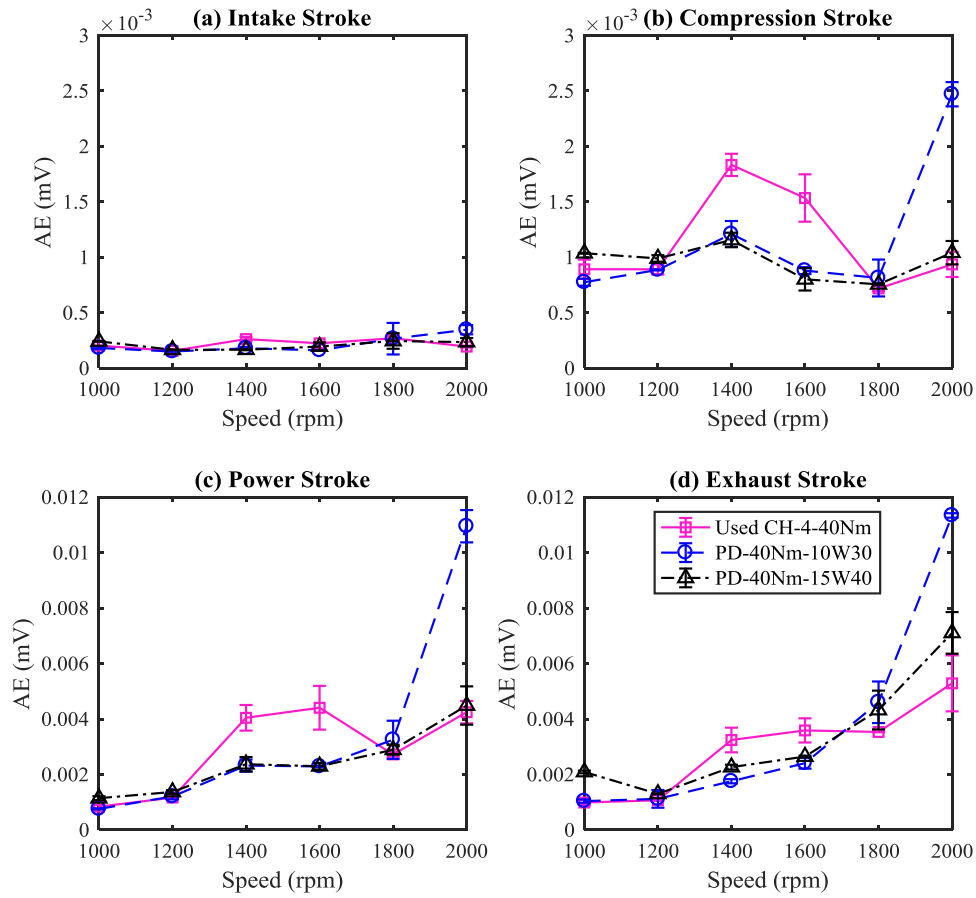 (a) Intake Stroke
×10⁻³
3
2.5
2
1.5
1
0.5
0
AE (mV)
1000 1200 1400 1600 1800 2000
Speed (rpm)
(b) Compression Stroke
×10⁻³
3
2.5
2
1.5
1
0.5
0
AE (mV)
1000 1200 1400 1600 1800 2000
Speed (rpm)
(c) Power Stroke
0.012
0.01
0.008
0.006
0.004
0.002
0
AE (mV)
1000 1200 1400 1600 1800 2000
Speed (rpm)
(d) Exhaust Stroke
0.012
0.01
0.008
0.006
0.004
0.002
0
AE (mV)
Used CH-4-40Nm
PD-40Nm-10W30
PD-40Nm-15W40
1000 1200 1400 1600 1800 2000
Speed (rpm)